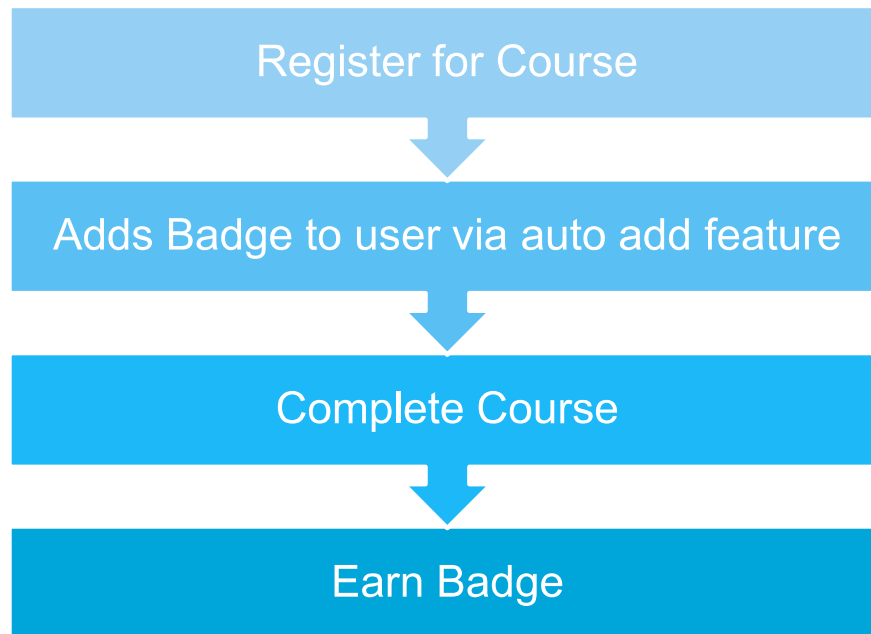 Register for Course
Adds Badge to user via auto add feature
Complete Course
Earn Badge